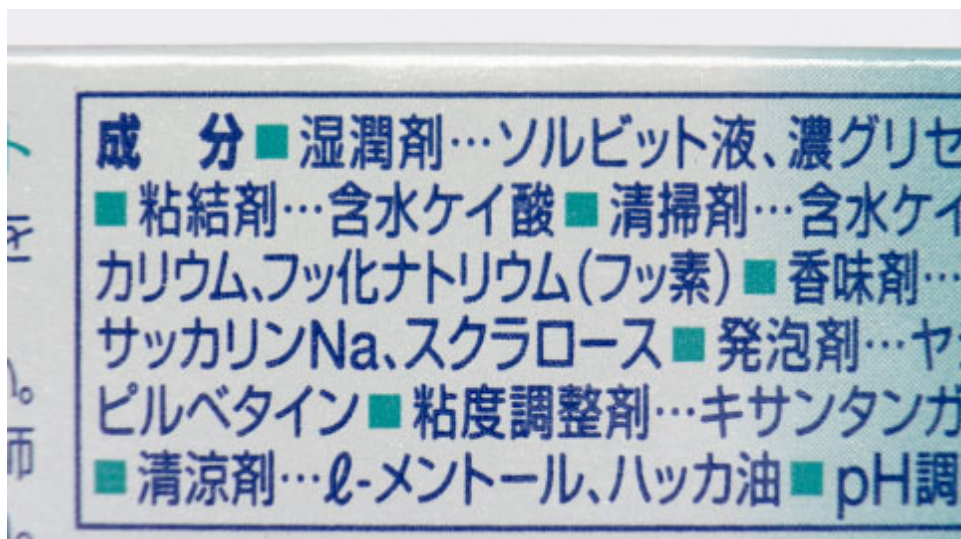 成 分■湿潤剤…ソルビット液、濃グリセ
■粘結剤…含水ケイ酸■清掃剤…含水ケイ
カリウム、フッ化ナトリウム(フッ素)■香味剤…
サッカリンNa、スクラロース■発泡剤…ヤ
ピルベタイン■粘度調整剤…キサンタンガ
■清涼剤…ℓ-メントール、ハッカ油■pH調